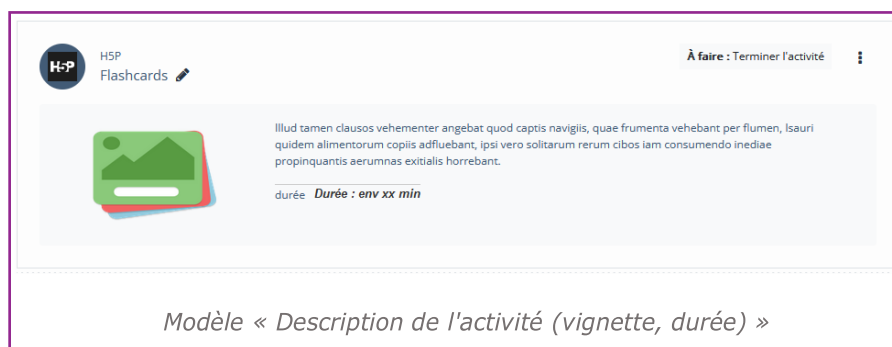 H5P
H5P
Flashcards
À faire : Terminer l'activité
Illud tamen clausos vehementer angebat quod captis navigiis, quae frumenta vehebant per flumen, Isauri
quidem alimentorum copiis adfluebant, ipsi vero solitarum rerum cibos iam consumendo inediae
propinquantis aerumnas exitialis horrebant.
durée Durée : env xx min
Modèle « Description de l'activité (vignette, durée) »